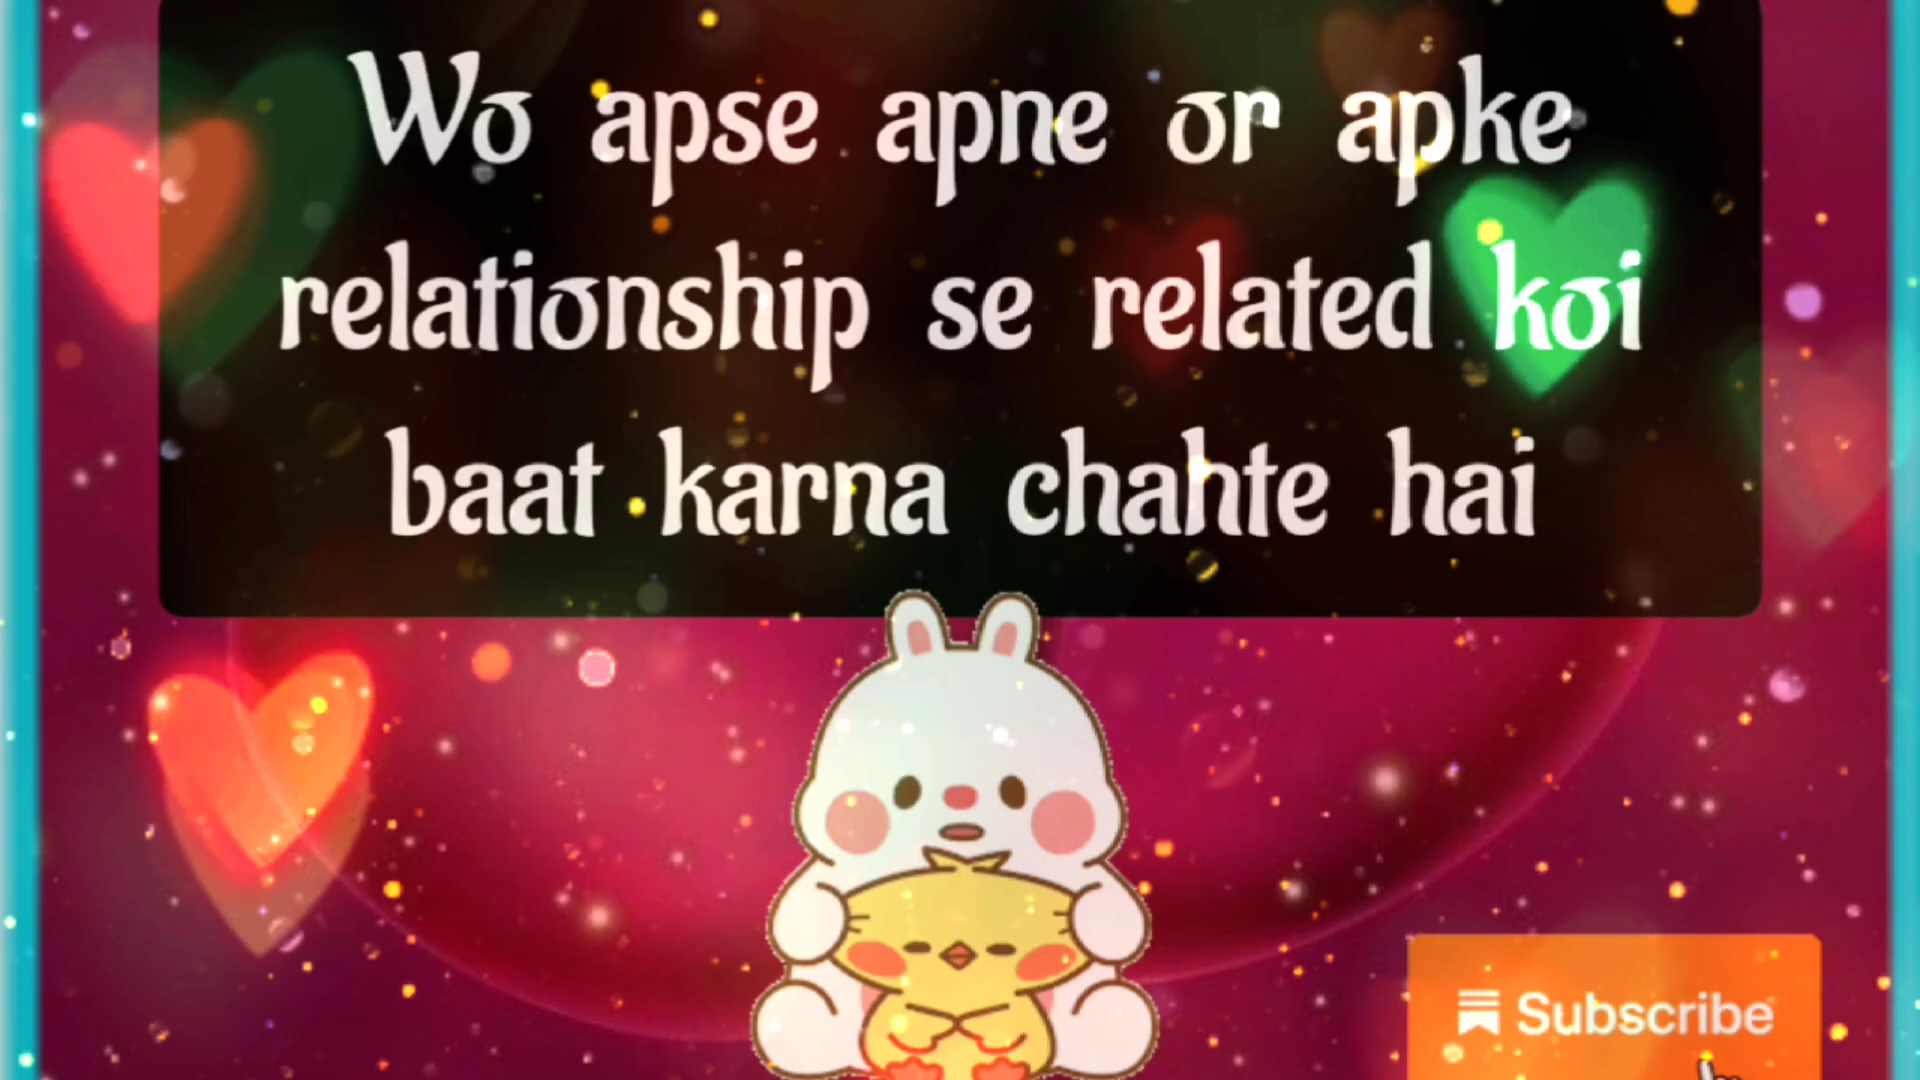 Wo apse apne or apke
relationship se related koi
baat karna chahte hai
Subscribe